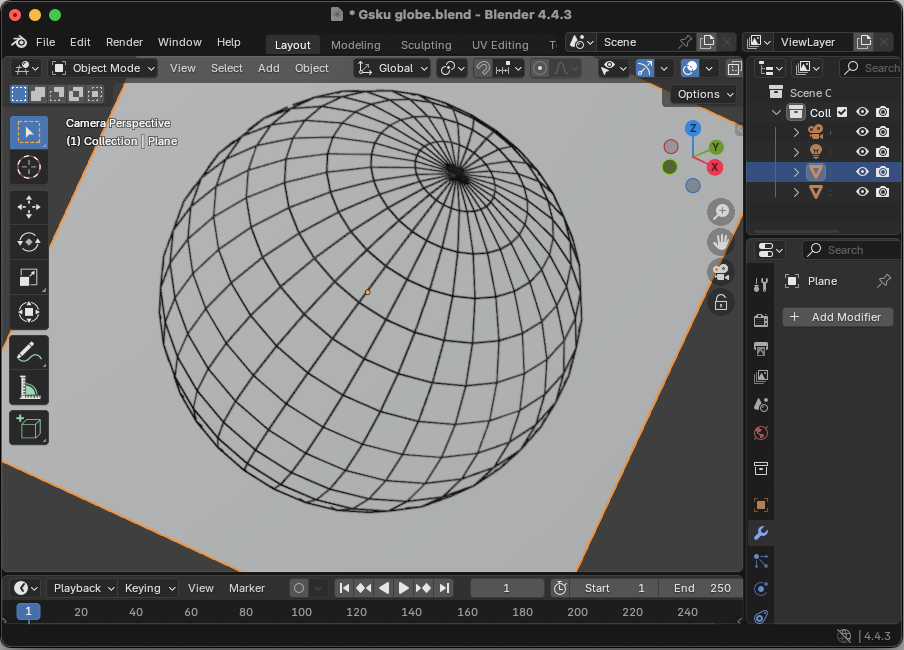 * Gsku globe.blend - Blender 4.4.3
File Edit Render Window Help Layout Modeling Sculpting UV Editing T Scene ViewLayer
Object Mode View Select Add Object Global Search
Options Scene C
Camera Perspective Coll
(1) Collection | Plane
Z
Y
X
Search
Plane
+ Add Modifier
Playback Keying View Marker 1 Start 1 End 250
1 20 40 60 80 100 120 140 160 180 200 220 240
4.4.3